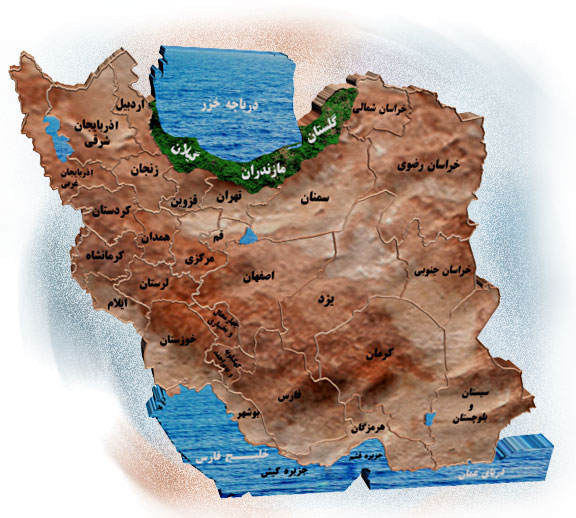 دریاچه خزر
اردبیل
خراسان شمالی
آذربایجان
شرقی
گلستان
گیلان
مازندران
خراسان رضوی
زنجان
آذربایجان
غربی
تهران
سمنان
قزوین
کردستان
قم
همدان
مرکزی
کرمانشاه
اصفهان
خراسان جنوبی
لرستان
یزد
ایلام
چهارمحال
و بختیاری
خوزستان
کرمان
کهکیلویه
و بویراحمد
فارس
سیستان
و
بلوچستان
بوشهر
هرمزگان
خلیج فارس
جزیره قشم
جزیره کیش
دریای عمان